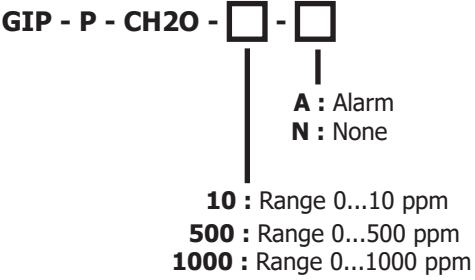 GIP - P - CH2O - -
A : Alarm
N : None
10 : Range 0...10 ppm
500 : Range 0...500 ppm
1000 : Range 0...1000 ppm